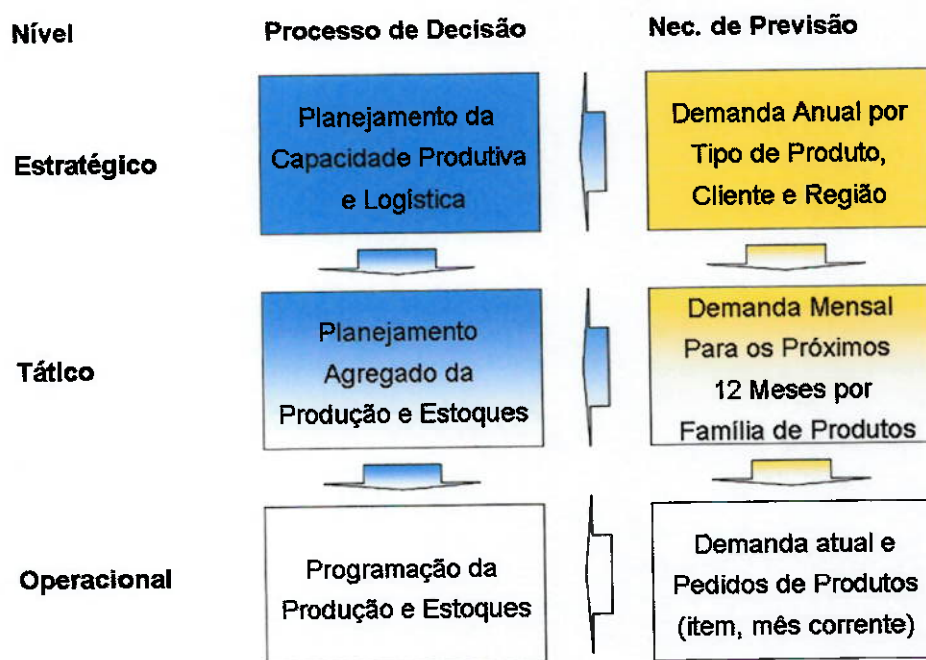 Nível
Processo de Decisão
Nec. de Previsão
Estratégico
Planejamento da
Capacidade Produtiva
e Logística
Demanda Anual por
Tipo de Produto,
Cliente e Região
Tático
Planejamento
Agregado da
Produção e Estoques
Demanda Mensal
Para os Próximos
12 Meses por
Família de Produtos
Operacional
Programação da
Produção e Estoques
Demanda atual e
Pedidos de Produtos
(item, mês corrente)